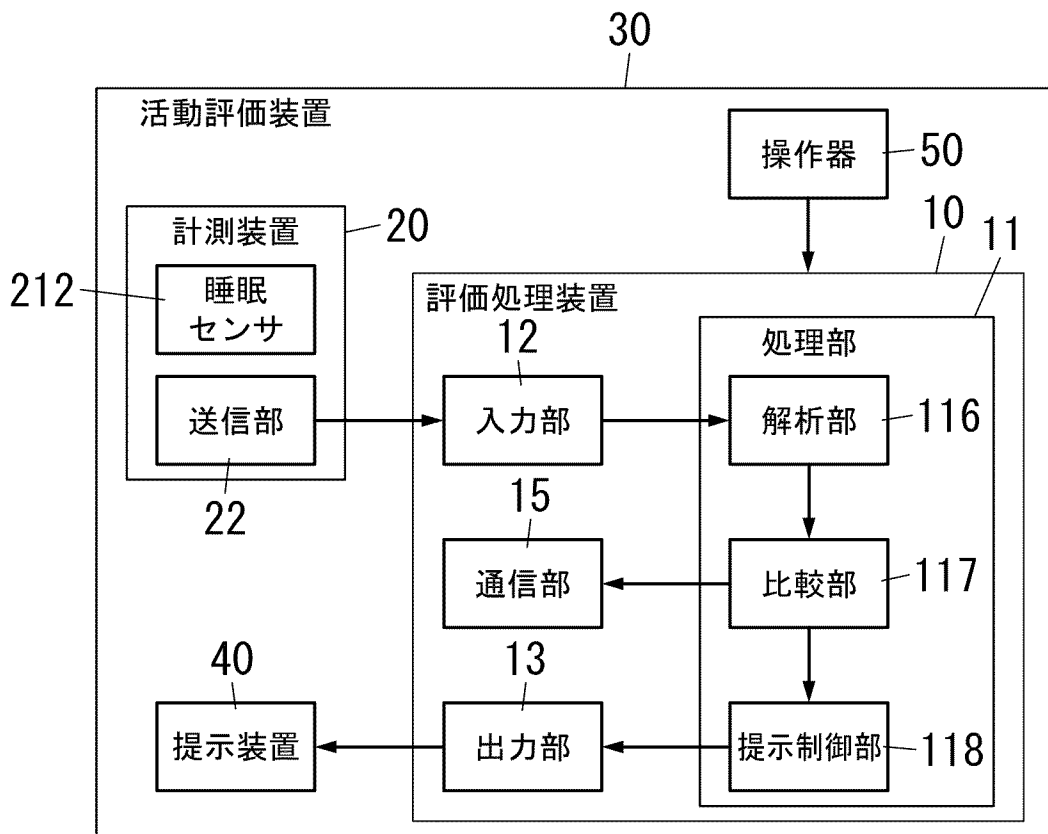 30
活動評価装置
操作器
50
計測装置
20
10
11
212
睡眠
センサ
評価処理装置
処理部
12
送信部
入力部
解析部
116
22
15
通信部
比較部
117
40
13
提示装置
出力部
提示制御部
118